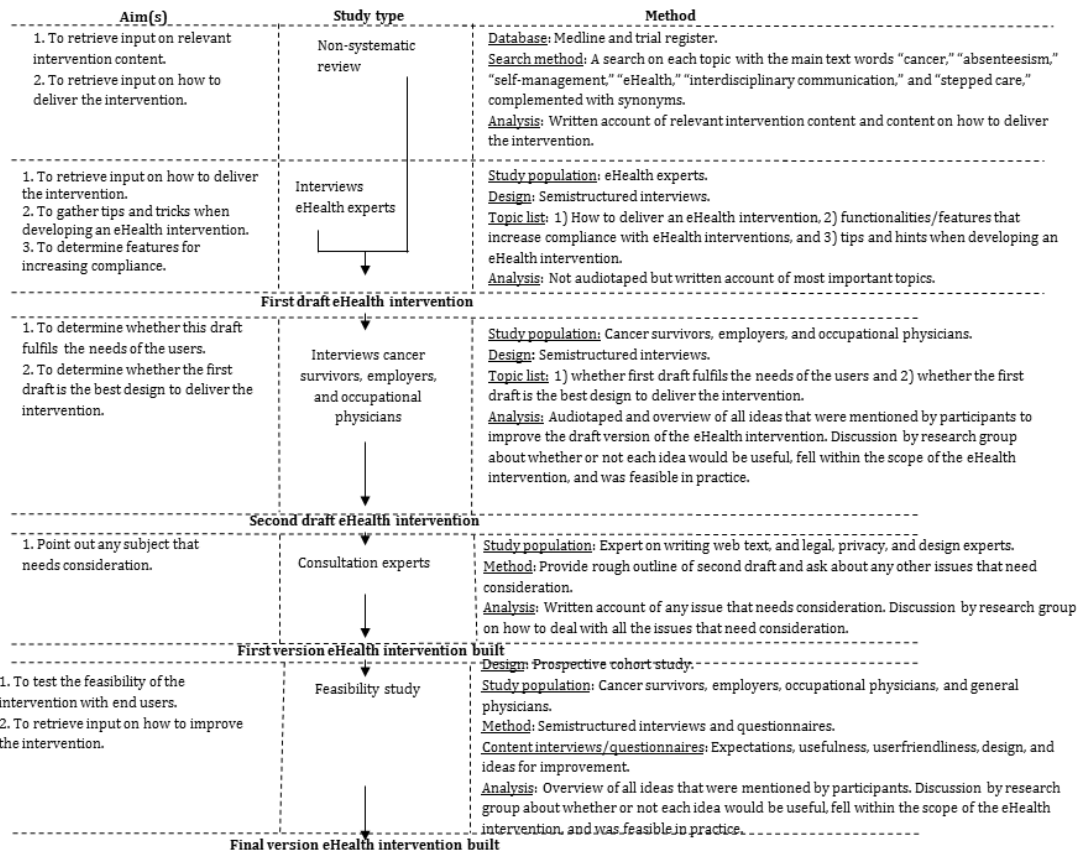 Aim(s) Study type Method
1. To retrieve input on relevant
intervention content.
2. To retrieve input on how to
deliver the intervention.
Non-systematic
review
Database: Medline and trial register.
Search method: A search on each topic with the main text words “cancer,” “absenteeism,”
“self-management,” “eHealth,” “interdisciplinary communication,” and “stepped care,”
complemented with synonyms.
Analysis: Written account of relevant intervention content and content on how to deliver
the intervention.
1. To retrieve input on how to deliver
the intervention.
2. To gather tips and tricks when
developing an eHealth intervention.
3. To determine features for
increasing compliance.
Interviews
eHealth experts
Study population: eHealth experts.
Design: Semistructured interviews.
Topic list: 1) How to deliver an eHealth intervention, 2) functionalities/features that
increase compliance with eHealth interventions, and 3) tips and hints when developing an
eHealth intervention.
Analysis: Not audiotaped but written account of most important topics.
First draft eHealth intervention
1. To determine whether this draft
fulfils the needs of the users.
2. To determine whether the first
draft is the best design to deliver the
intervention.
Interviews cancer
survivors, employers,
and occupational
physicians
Study population: Cancer survivors, employers, and occupational physicians.
Design: Semistructured interviews.
Topic list: 1) whether first draft fulfils the needs of the users and 2) whether the first
draft is the best design to deliver the intervention.
Analysis: Audiotaped and overview of all ideas that were mentioned by participants to
improve the draft version of the eHealth intervention. Discussion by research group
about whether or not each idea would be useful, fell within the scope of the eHealth
intervention, and was feasible in practice.
Second draft eHealth intervention
1. Point out any subject that
needs consideration.
Consultation experts
Study population: Expert on writing web text, and legal, privacy, and design experts.
Method: Provide rough outline of second draft and ask about any other issues that need
consideration.
Analysis: Written account of any issue that needs consideration. Discussion by research group
on how to deal with all the issues that need consideration.
First version eHealth intervention built
1. To test the feasibility of the
intervention with end users.
2. To retrieve input on how to improve
the intervention.
Feasibility study
Design: Prospective cohort study.
Study population: Cancer survivors, employers, occupational physicians, and general
physicians.
Method: Semistructured interviews and questionnaires.
Content interviews/questionnaires: Expectations, usefulness, userfriendliness, design, and
ideas for improvement.
Analysis: Overview of all ideas that were mentioned by participants. Discussion by research
group about whether or not each idea would be useful, fell within the scope of the eHealth
intervention, and was feasible in practice.
Final version eHealth intervention built